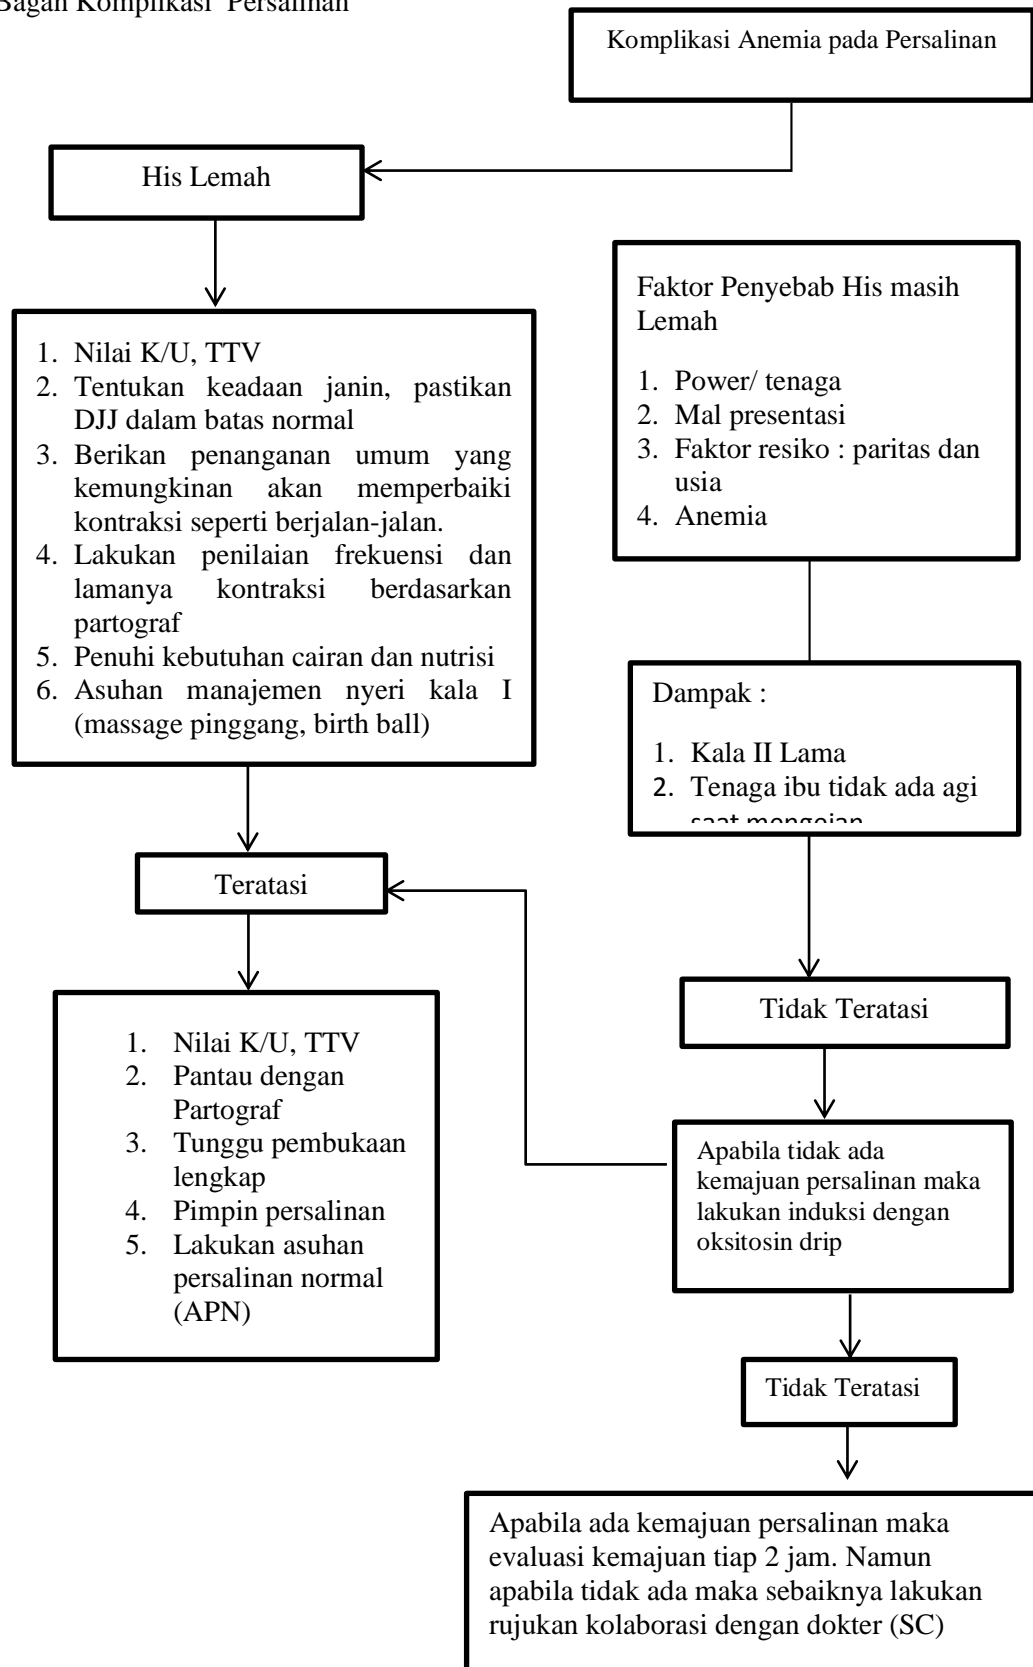 Bagan Komplikasi Persalinan
Komplikasi Anemia pada Persalinan
His Lemah
1. Nilai K/U, TTV
2. Tentukan keadaan janin, pastikan
DJJ dalam batas normal
3. Berikan penanganan umum yang
kemungkinan akan memperbaiki
kontraksi seperti berjalan-jalan.
4. Lakukan penilaian frekuensi dan
lamanya kontraksi berdasarkan
partograf
5. Penuhi kebutuhan cairan dan nutrisi
6. Asuhan manajemen nyeri kala I
(massage pinggang, birth ball)
Faktor Penyebab His masih
Lemah
1. Power/ tenaga
2. Mal presentasi
3. Faktor resiko : paritas dan
usia
4. Anemia
Dampak :
1. Kala II Lama
2. Tenaga ibu tidak ada agi
saat mengejan
Teratasi
Tidak Teratasi
1. Nilai K/U, TTV
2. Pantau dengan
Partograf
3. Tunggu pembukaan
lengkap
4. Pimpin persalinan
5. Lakukan asuhan
persalinan normal
(APN)
Apabila tidak ada
kemajuan persalinan maka
lakukan induksi dengan
oksitosin drip
Tidak Teratasi
Apabila ada kemajuan persalinan maka
evaluasi kemajuan tiap 2 jam. Namun
apabila tidak ada maka sebaiknya lakukan
rujukan kolaborasi dengan dokter (SC)